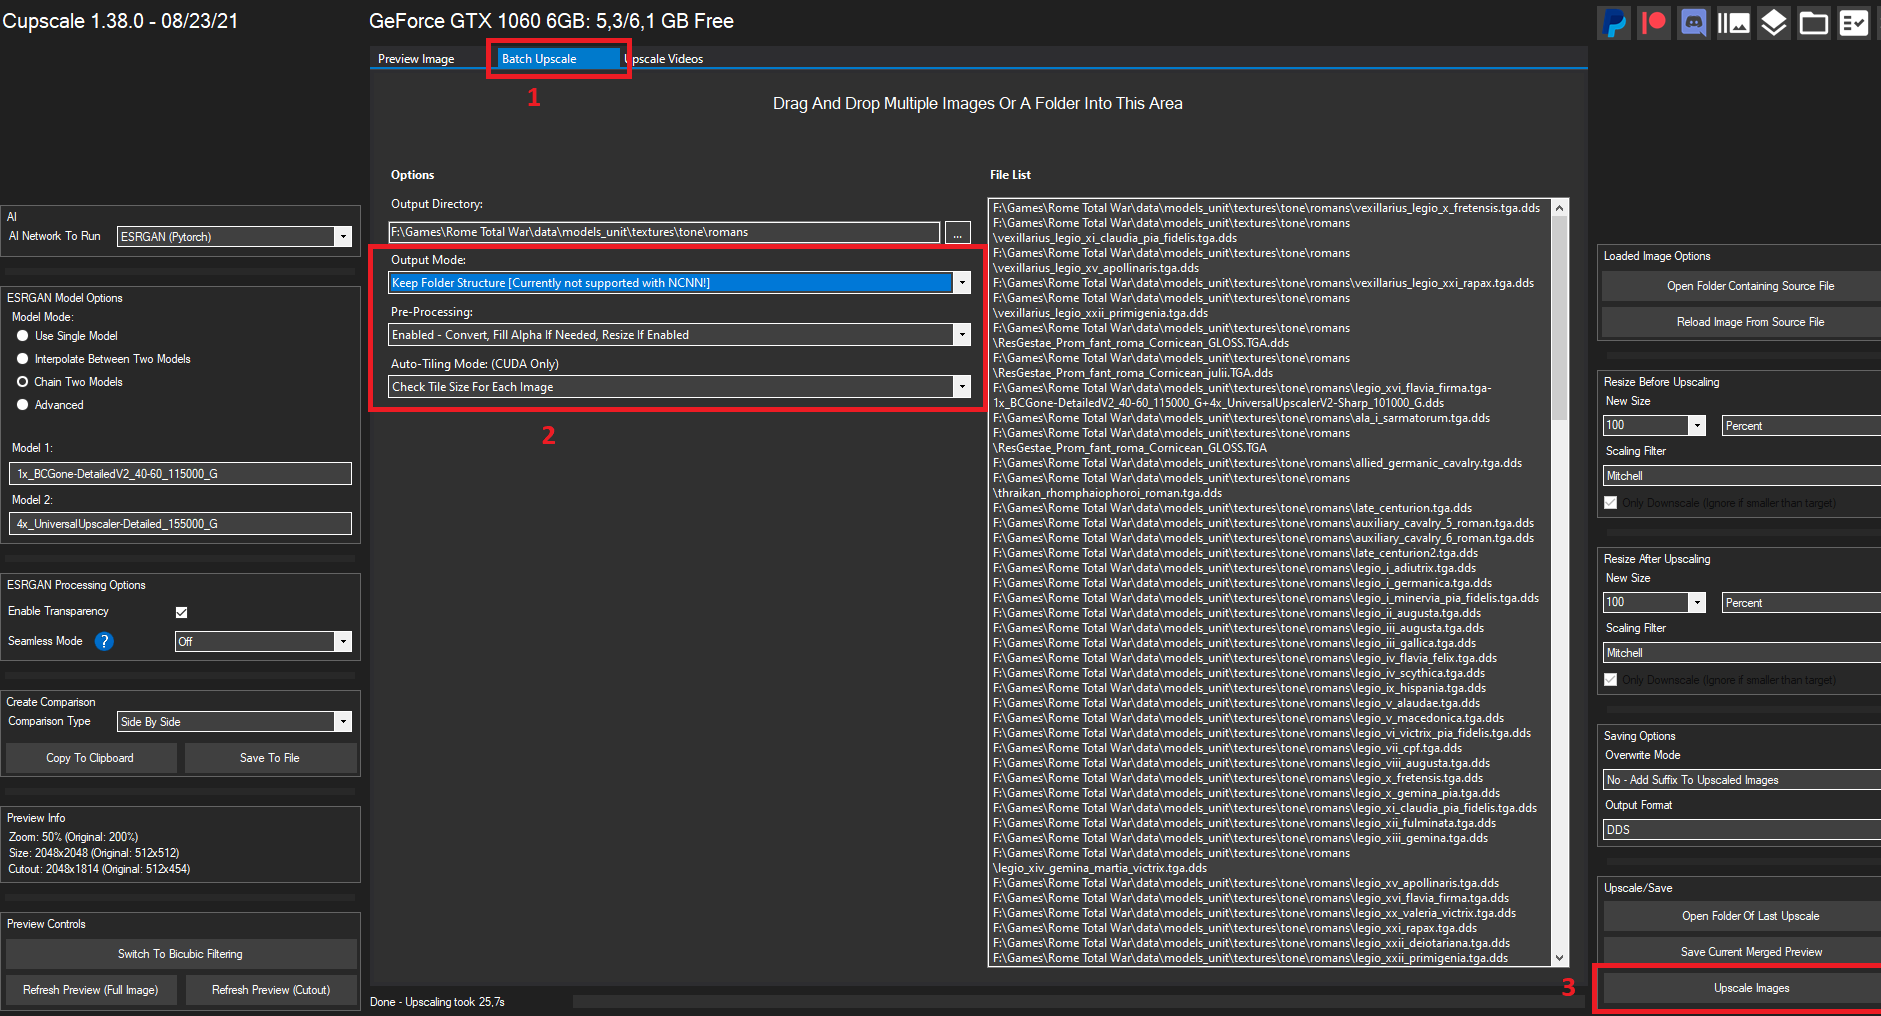 Cupscale 1.38.0 - 08/23/21
GeForce GTX 1060 6GB: 5,3/6,1 GB Free
Preview Image
Batch Upscale
Upscale Videos
1
Drag And Drop Multiple Images Or A Folder Into This Area
AI
AI Network To Run
ESRGAN (Pytorch)
ESRGAN Model Options
Model Mode:
Use Single Model
Interpolate Between Two Models
Chain Two Models
Advanced
Model 1:
1x_BCGone-DetailedV2_40-60_115000_G
Model 2:
4x_UniversalUpscaler-Detailed_155000_G
ESRGAN Processing Options
Enable Transparency
Seamless Mode
?
Off
Create Comparison
Comparison Type
Side By Side
Copy To Clipboard
Save To File
Preview Info
Zoom: 50% (Original: 200%)
Size: 2048x2048 (Original: 512x512)
Cutout: 2048x1814 (Original: 512x454)
Preview Controls
Switch To Bicubic Filtering
Refresh Preview (Full Image)
Refresh Preview (Cutout)
Options
Output Directory:
F:\Games\Rome Total War\data\models_unit\textures\tone\romans
...
Output Mode:
Keep Folder Structure [Currently not supported with NCNN!]
Pre-Processing:
Enabled - Convert, Fill Alpha If Needed, Resize If Enabled
Auto-Tiling Mode: (CUDA Only)
Check Tile Size For Each Image
2
File List
F:\Games\Rome Total War\data\models_unit\textures\tone\romans\vexillarius_legio_x_fretensis.tga.dds
F:\Games\Rome Total War\data\models_unit\textures\tone\romans
\vexillarius_legio_xi_claudia_pia_fidelis.tga.dds
F:\Games\Rome Total War\data\models_unit\textures\tone\romans
\vexillarius_legio_xv_apollinaris.tga.dds
F:\Games\Rome Total War\data\models_unit\textures\tone\romans\vexillarius_legio_xxi_rapax.tga.dds
F:\Games\Rome Total War\data\models_unit\textures\tone\romans
\vexillarius_legio_xxii_primigenia.tga.dds
F:\Games\Rome Total War\data\models_unit\textures\tone\romans
\ResGestae_Prom_fant_roma_Cornicean_GLOSS.TGA.dds
F:\Games\Rome Total War\data\models_unit\textures\tone\romans
\ResGestae_Prom_fant_roma_Cornicean_julii.TGA.dds
F:\Games\Rome Total War\data\models_unit\textures\tone\romans\legio_xvi_flavia_firma.tga-
1x_BCGone-DetailedV2_40-60_115000_G+4x_UniversalUpscalerV2-Sharp_101000_G.dds
F:\Games\Rome Total War\data\models_unit\textures\tone\romans\ala_i_sarmatorum.tga.dds
F:\Games\Rome Total War\data\models_unit\textures\tone\romans
\ResGestae_Prom_fant_roma_Cornicean_GLOSS.TGA
F:\Games\Rome Total War\data\models_unit\textures\tone\romans\allied_germanic_cavalry.tga.dds
F:\Games\Rome Total War\data\models_unit\textures\tone\romans
\thraikan_rhomphaiophoroi_roman.tga.dds
F:\Games\Rome Total War\data\models_unit\textures\tone\romans\late_centurion.tga.dds
F:\Games\Rome Total War\data\models_unit\textures\tone\romans\auxiliary_cavalry_5_roman.tga.dds
F:\Games\Rome Total War\data\models_unit\textures\tone\romans\auxiliary_cavalry_6_roman.tga.dds
F:\Games\Rome Total War\data\models_unit\textures\tone\romans\late_centurion2.tga.dds
F:\Games\Rome Total War\data\models_unit\textures\tone\romans\legio_i_adiutrix.tga.dds
F:\Games\Rome Total War\data\models_unit\textures\tone\romans\legio_i_germanica.tga.dds
F:\Games\Rome Total War\data\models_unit\textures\tone\romans\legio_i_minervia_pia_fidelis.tga.dds
F:\Games\Rome Total War\data\models_unit\textures\tone\romans\legio_ii_augusta.tga.dds
F:\Games\Rome Total War\data\models_unit\textures\tone\romans\legio_iii_augusta.tga.dds
F:\Games\Rome Total War\data\models_unit\textures\tone\romans\legio_iii_gallica.tga.dds
F:\Games\Rome Total War\data\models_unit\textures\tone\romans\legio_iv_flavia_felix.tga.dds
F:\Games\Rome Total War\data\models_unit\textures\tone\romans\legio_iv_scythica.tga.dds
F:\Games\Rome Total War\data\models_unit\textures\tone\romans\legio_ix_hispania.tga.dds
F:\Games\Rome Total War\data\models_unit\textures\tone\romans\legio_v_alaudae.tga.dds
F:\Games\Rome Total War\data\models_unit\textures\tone\romans\legio_v_macedonica.tga.dds
F:\Games\Rome Total War\data\models_unit\textures\tone\romans\legio_vi_victrix_pia_fidelis.tga.dds
F:\Games\Rome Total War\data\models_unit\textures\tone\romans\legio_vii_cpf.tga.dds
F:\Games\Rome Total War\data\models_unit\textures\tone\romans\legio_viii_augusta.tga.dds
F:\Games\Rome Total War\data\models_unit\textures\tone\romans\legio_x_fretensis.tga.dds
F:\Games\Rome Total War\data\models_unit\textures\tone\romans\legio_x_gemina_pia.tga.dds
F:\Games\Rome Total War\data\models_unit\textures\tone\romans\legio_xi_claudia_pia_fidelis.tga.dds
F:\Games\Rome Total War\data\models_unit\textures\tone\romans\legio_xii_fulminata.tga.dds
F:\Games\Rome Total War\data\models_unit\textures\tone\romans\legio_xiii_gemina.tga.dds
F:\Games\Rome Total War\data\models_unit\textures\tone\romans
\legio_xiv_gemina_martia_victrix.tga.dds
F:\Games\Rome Total War\data\models_unit\textures\tone\romans\legio_xv_apollinaris.tga.dds
F:\Games\Rome Total War\data\models_unit\textures\tone\romans\legio_xvi_flavia_firma.tga.dds
F:\Games\Rome Total War\data\models_unit\textures\tone\romans\legio_xx_valeria_victrix.tga.dds
F:\Games\Rome Total War\data\models_unit\textures\tone\romans\legio_xxi_rapax.tga.dds
F:\Games\Rome Total War\data\models_unit\textures\tone\romans\legio_xxii_deiotariana.tga.dds
F:\Games\Rome Total War\data\models_unit\textures\tone\romans\legio_xxii_primigenia.tga.dds
Done - Upscaling took 25,7s
Loaded Image Options
Open Folder Containing Source File
Reload Image From Source File
Resize Before Upscaling
New Size
100
Percent
Scaling Filter
Mitchell
Only Downscale (Ignore if smaller than target)
Resize After Upscaling
New Size
100
Percent
Scaling Filter
Mitchell
Only Downscale (Ignore if smaller than target)
Saving Options
Overwrite Mode
No - Add Suffix To Upscaled Images
Output Format
DDS
Upscale/Save
Open Folder Of Last Upscale
Save Current Merged Preview
3
Upscale Images